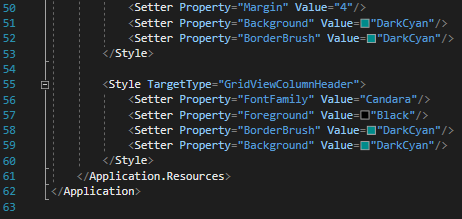 50 <Setter Property="Margin" Value="4"/>
51 <Setter Property="Background" Value="DarkCyan"/>
52 <Setter Property="BorderBrush" Value="DarkCyan"/>
53 </Style>
54
55 <Style TargetType="GridViewColumnHeader">
56 <Setter Property="FontFamily" Value="Candara"/>
57 <Setter Property="Foreground" Value="Black"/>
58 <Setter Property="BorderBrush" Value="DarkCyan"/>
59 <Setter Property="Background" Value="DarkCyan"/>
60 </Style>
61 </Application.Resources>
62 </Application>
63